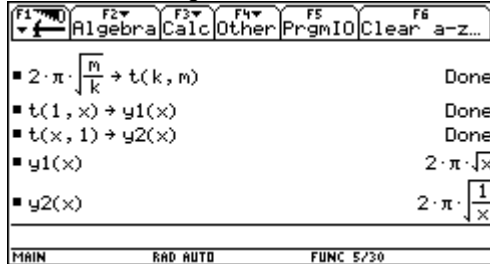 F1 F2 Algebra F3 Calc F4 Other F5 PrgmIO F6 Clear a-z…
▪ 2·π·√(m/k) → t(k,m) Done
▪ t(1,x) → y1(x) Done
▪ t(x,1) → y2(x) Done
▪ y1(x) 2·π·√x
▪ y2(x) 2·π·√(1/x)
MAIN RAD AUTO FUNC 5/30